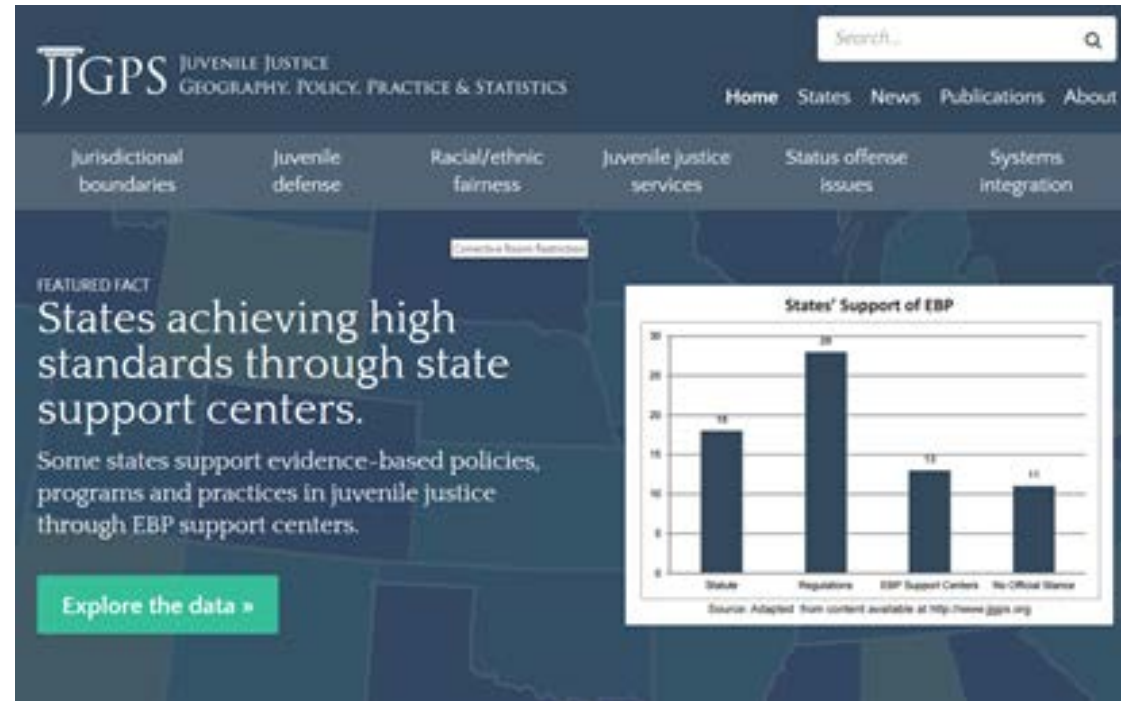 Search...
JJGPS JUVENILE JUSTICE
GEOGRAPHY, POLICY, PRACTICE & STATISTICS
Home States News Publications About
Jurisdictional boundaries
Juvenile defense
Racial/ethnic fairness
Juvenile justice services
Status offense issues
Systems integration
Room Restriction
FEATURED FACT
States achieving high
standards through state
support centers.
Some states support evidence-based policies,
programs and practices in juvenile justice
through EBP support centers.
Explore the data »
States' Support of EBP
30
25
20
15
10
5
0
18
28
13
11
Statute
Regulations
EBP Support Centers
No Official Stance
Source: Adapted from content available at http://www.jjgps.org